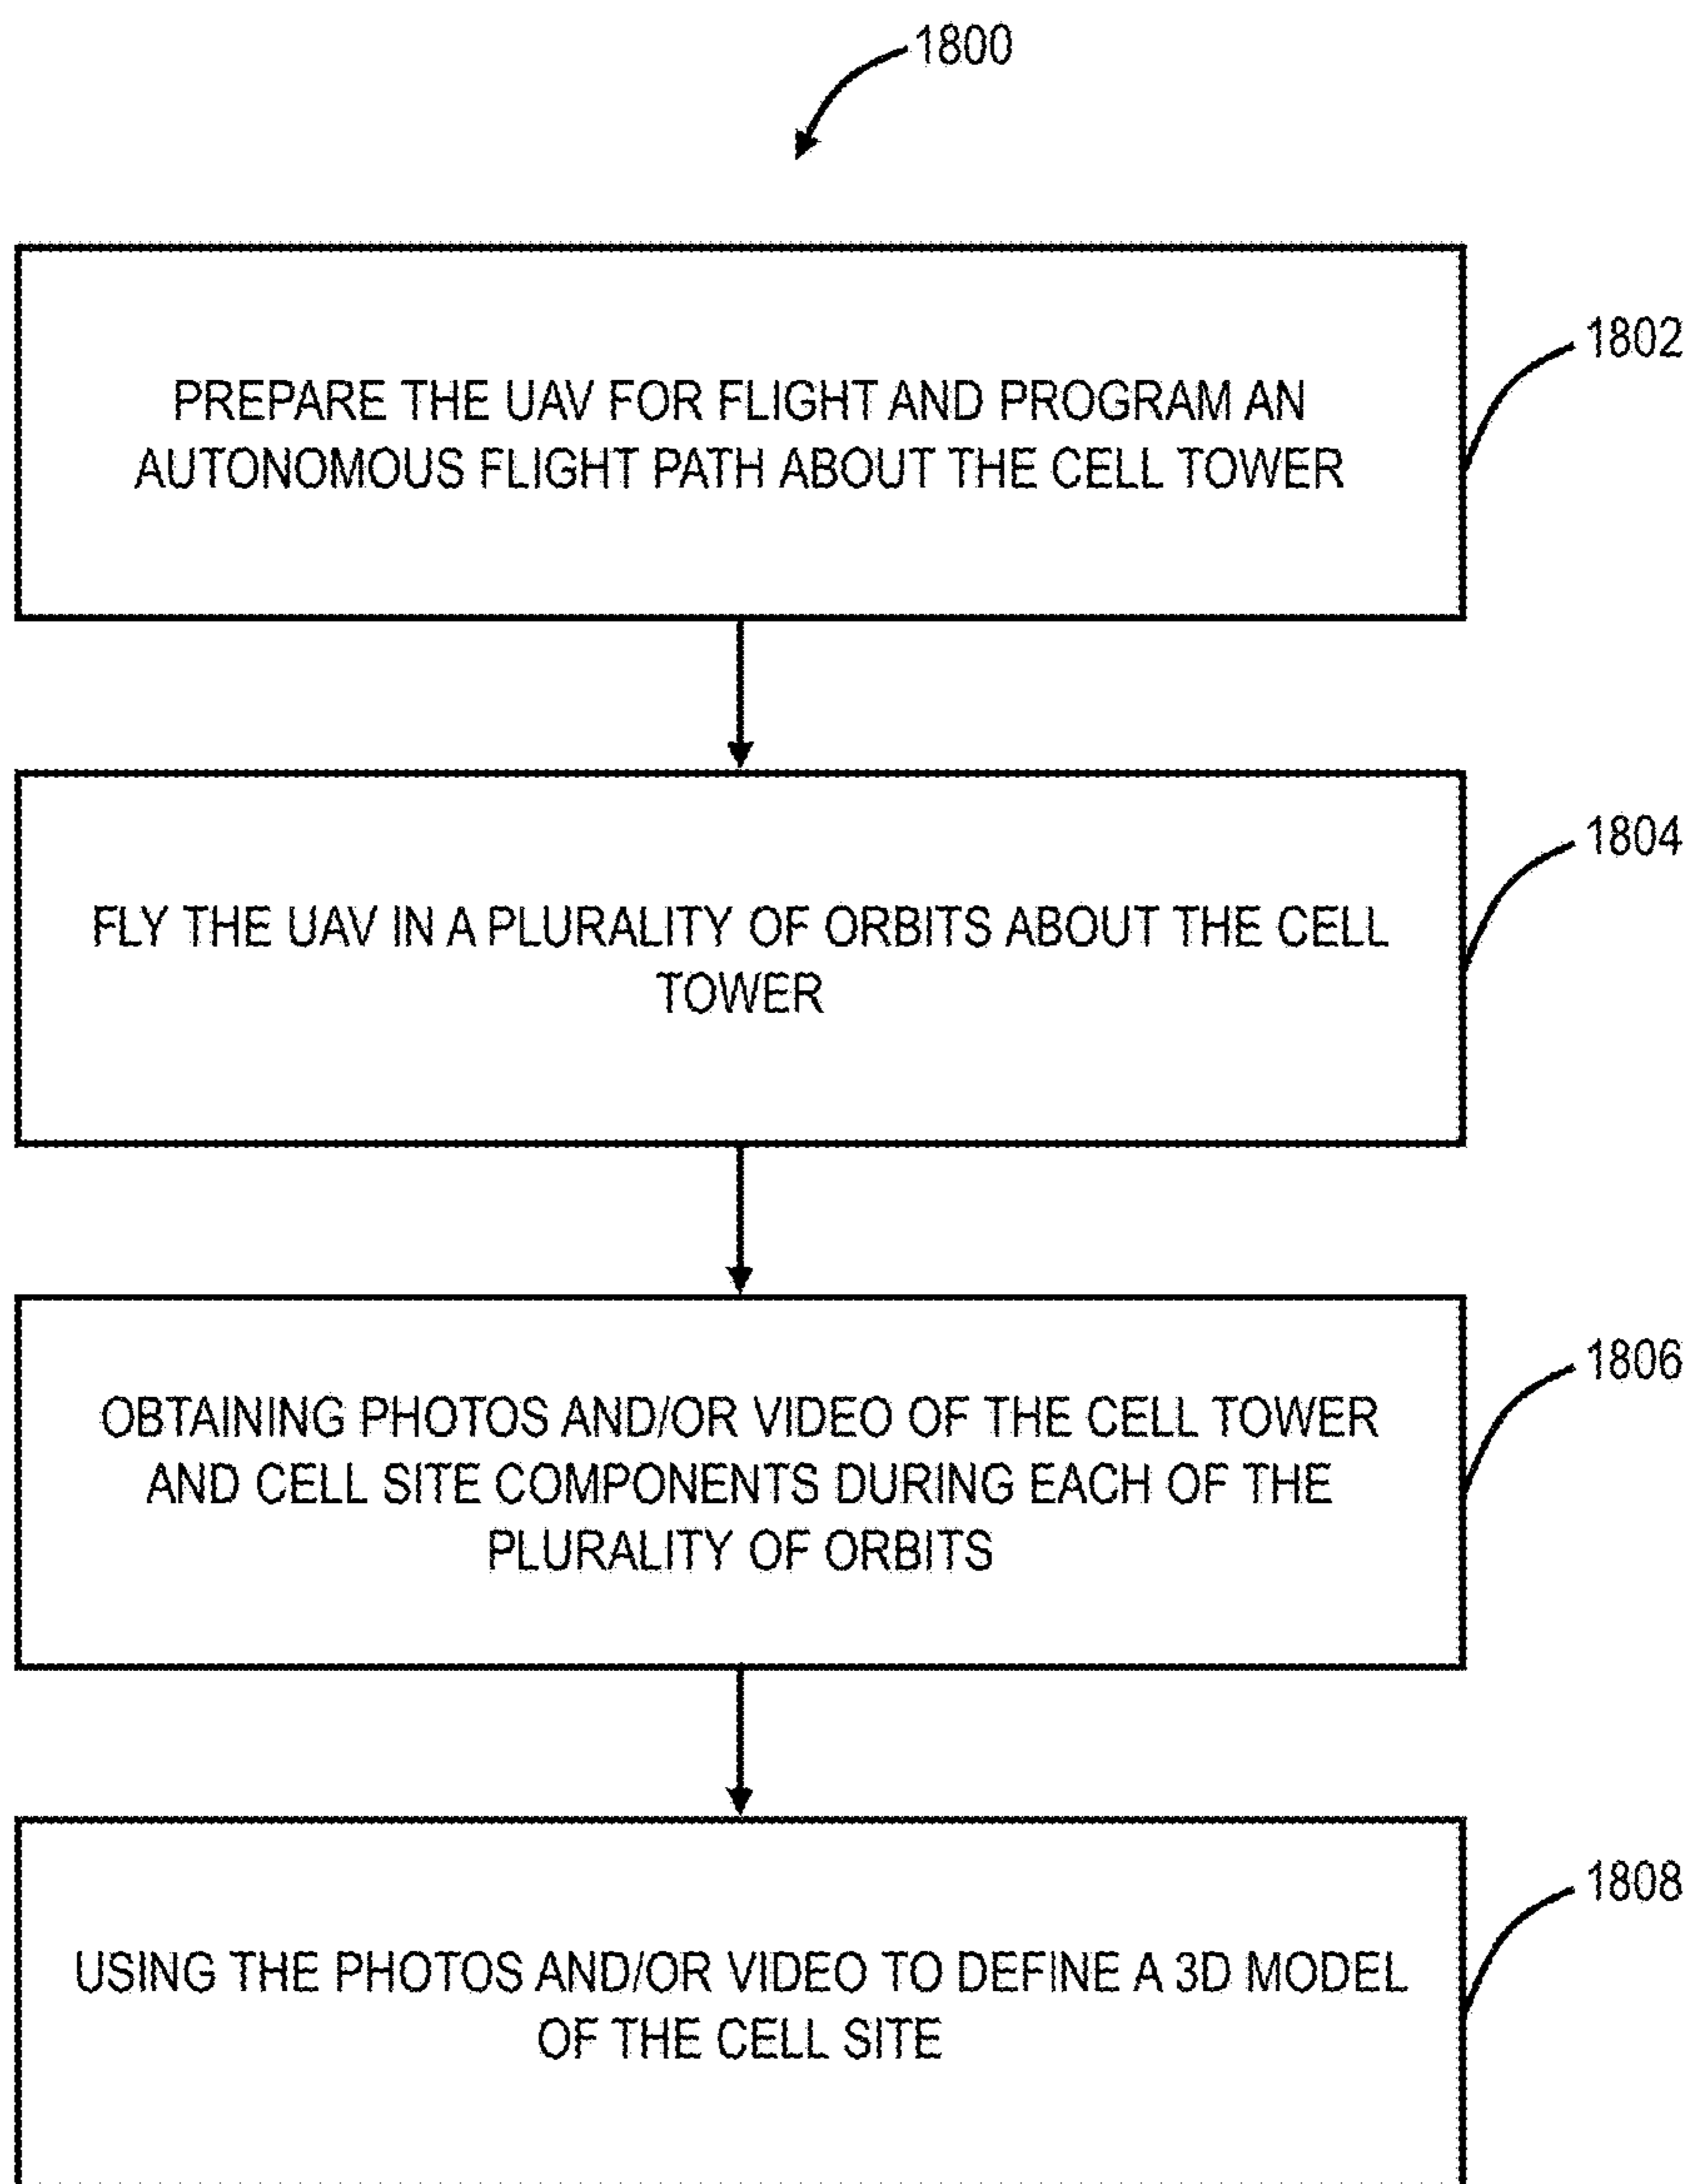 1800
PREPARE THE UAV FOR FLIGHT AND PROGRAM AN
AUTONOMOUS FLIGHT PATH ABOUT THE CELL TOWER
1802
FLY THE UAV IN A PLURALITY OF ORBITS ABOUT THE CELL
TOWER
1804
OBTAINING PHOTOS AND/OR VIDEO OF THE CELL TOWER
AND CELL SITE COMPONENTS DURING EACH OF THE
PLURALITY OF ORBITS
1806
USING THE PHOTOS AND/OR VIDEO TO DEFINE A 3D MODEL
OF THE CELL SITE
1808